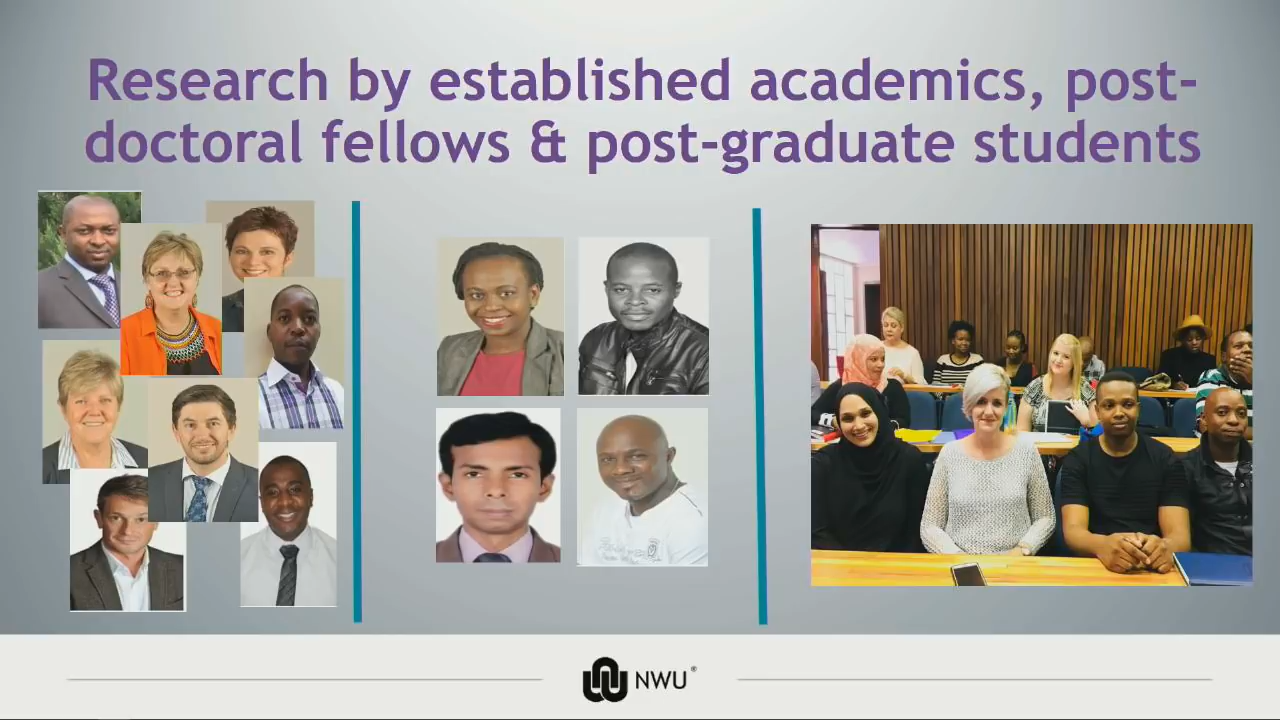 Research by established academics, post-
doctoral fellows & post-graduate students
NWU®